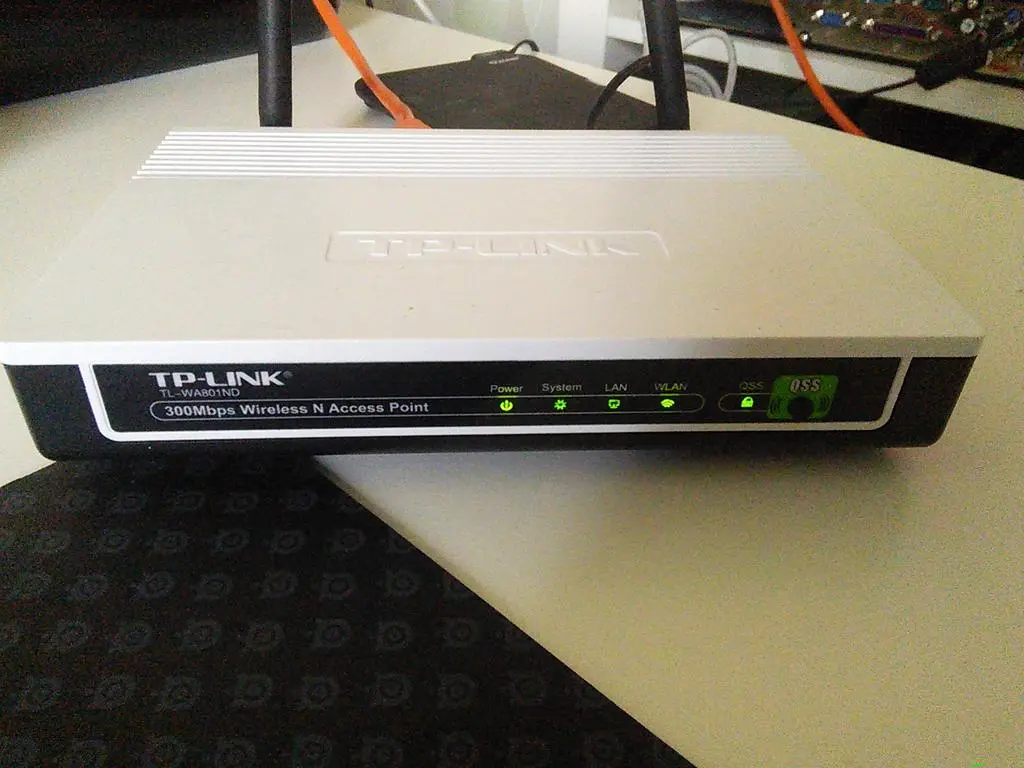 TP-LINK
TP-LINK®
TL-WA801ND
300Mbps Wireless N Access Point
Power System LAN WLAN QSS QSS